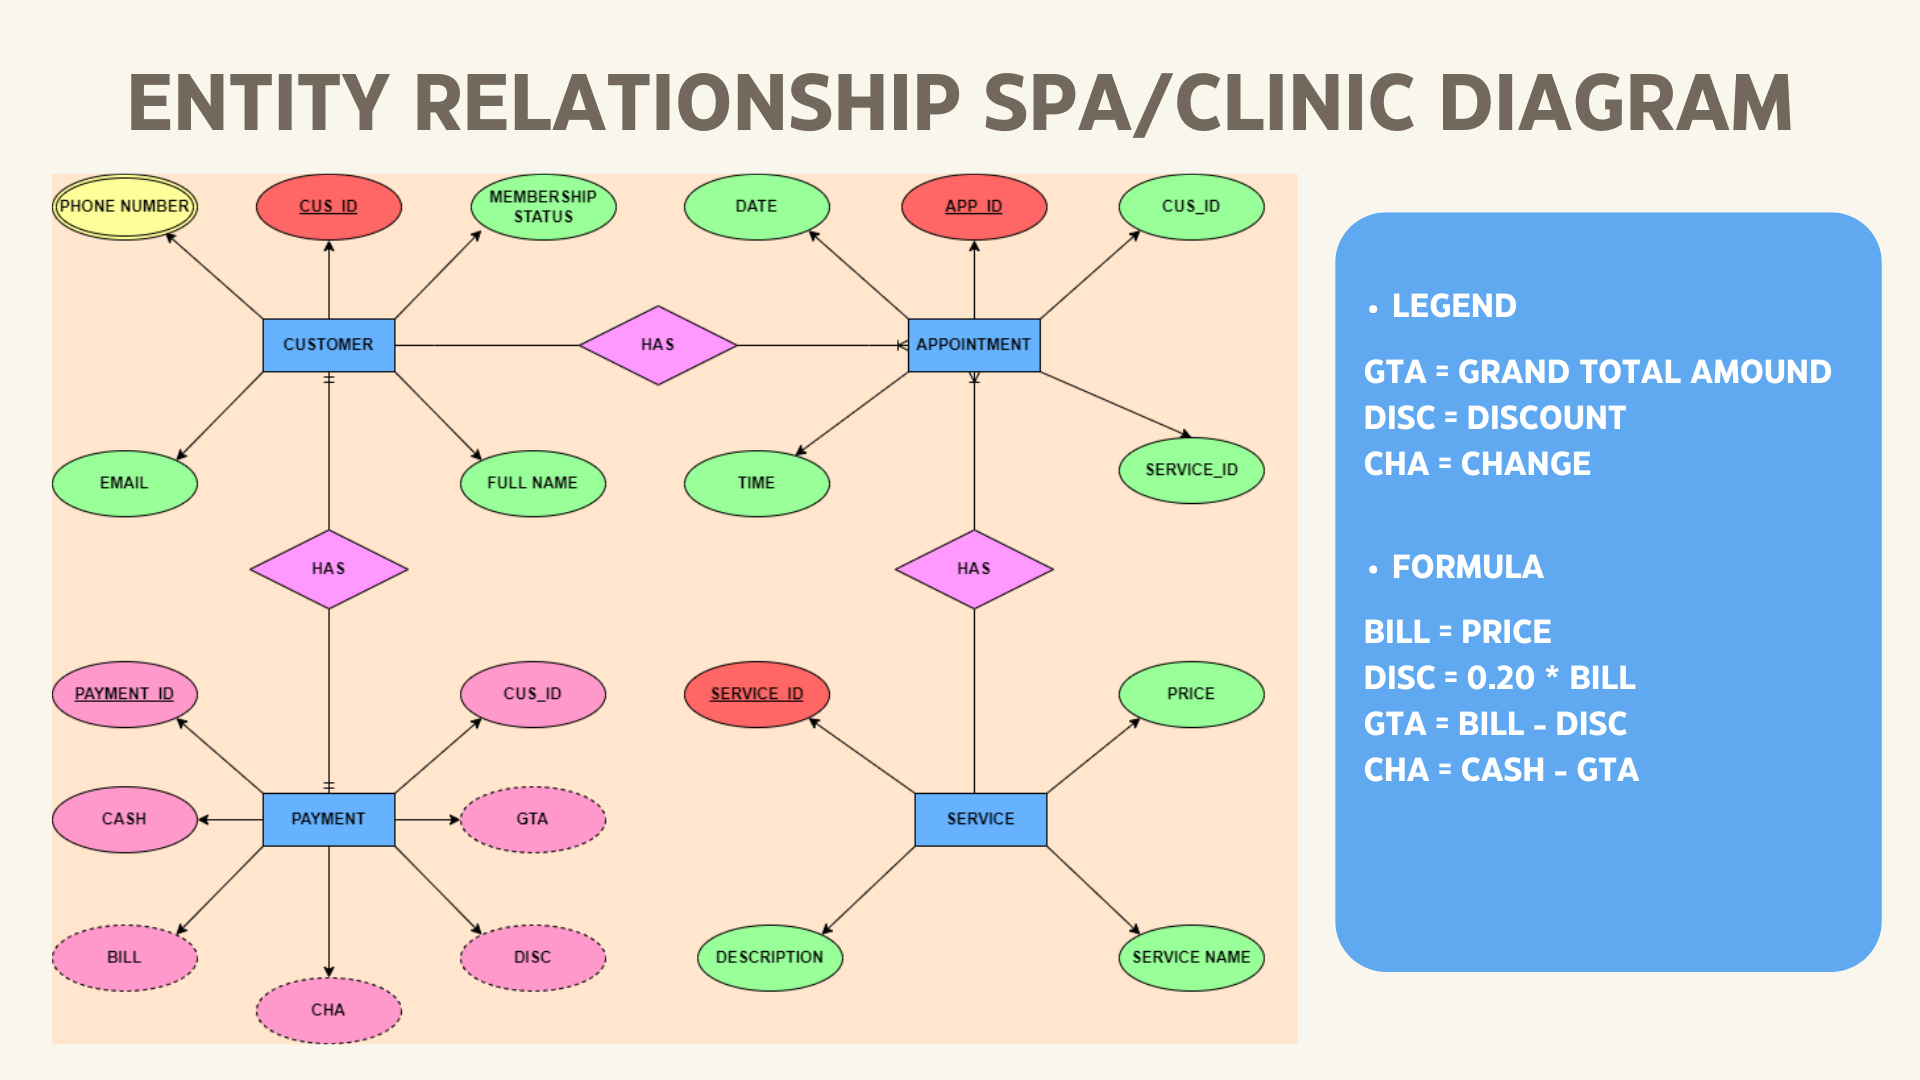 ENTITY RELATIONSHIP SPA/CLINIC DIAGRAM
PHONE NUMBER
CUS_ID
MEMBERSHIP
STATUS
DATE
APP_ID
CUS_ID
CUSTOMER
HAS
APPOINTMENT
EMAIL
FULL NAME
TIME
SERVICE_ID
HAS
HAS
PAYMENT_ID
CUS_ID
SERVICE_ID
PRICE
CASH
PAYMENT
GTA
SERVICE
BILL
DISC
DESCRIPTION
SERVICE NAME
CHA
• LEGEND
GTA = GRAND TOTAL AMOUND
DISC = DISCOUNT
CHA = CHANGE
• FORMULA
BILL = PRICE
DISC = 0.20 * BILL
GTA = BILL - DISC
CHA = CASH - GTA